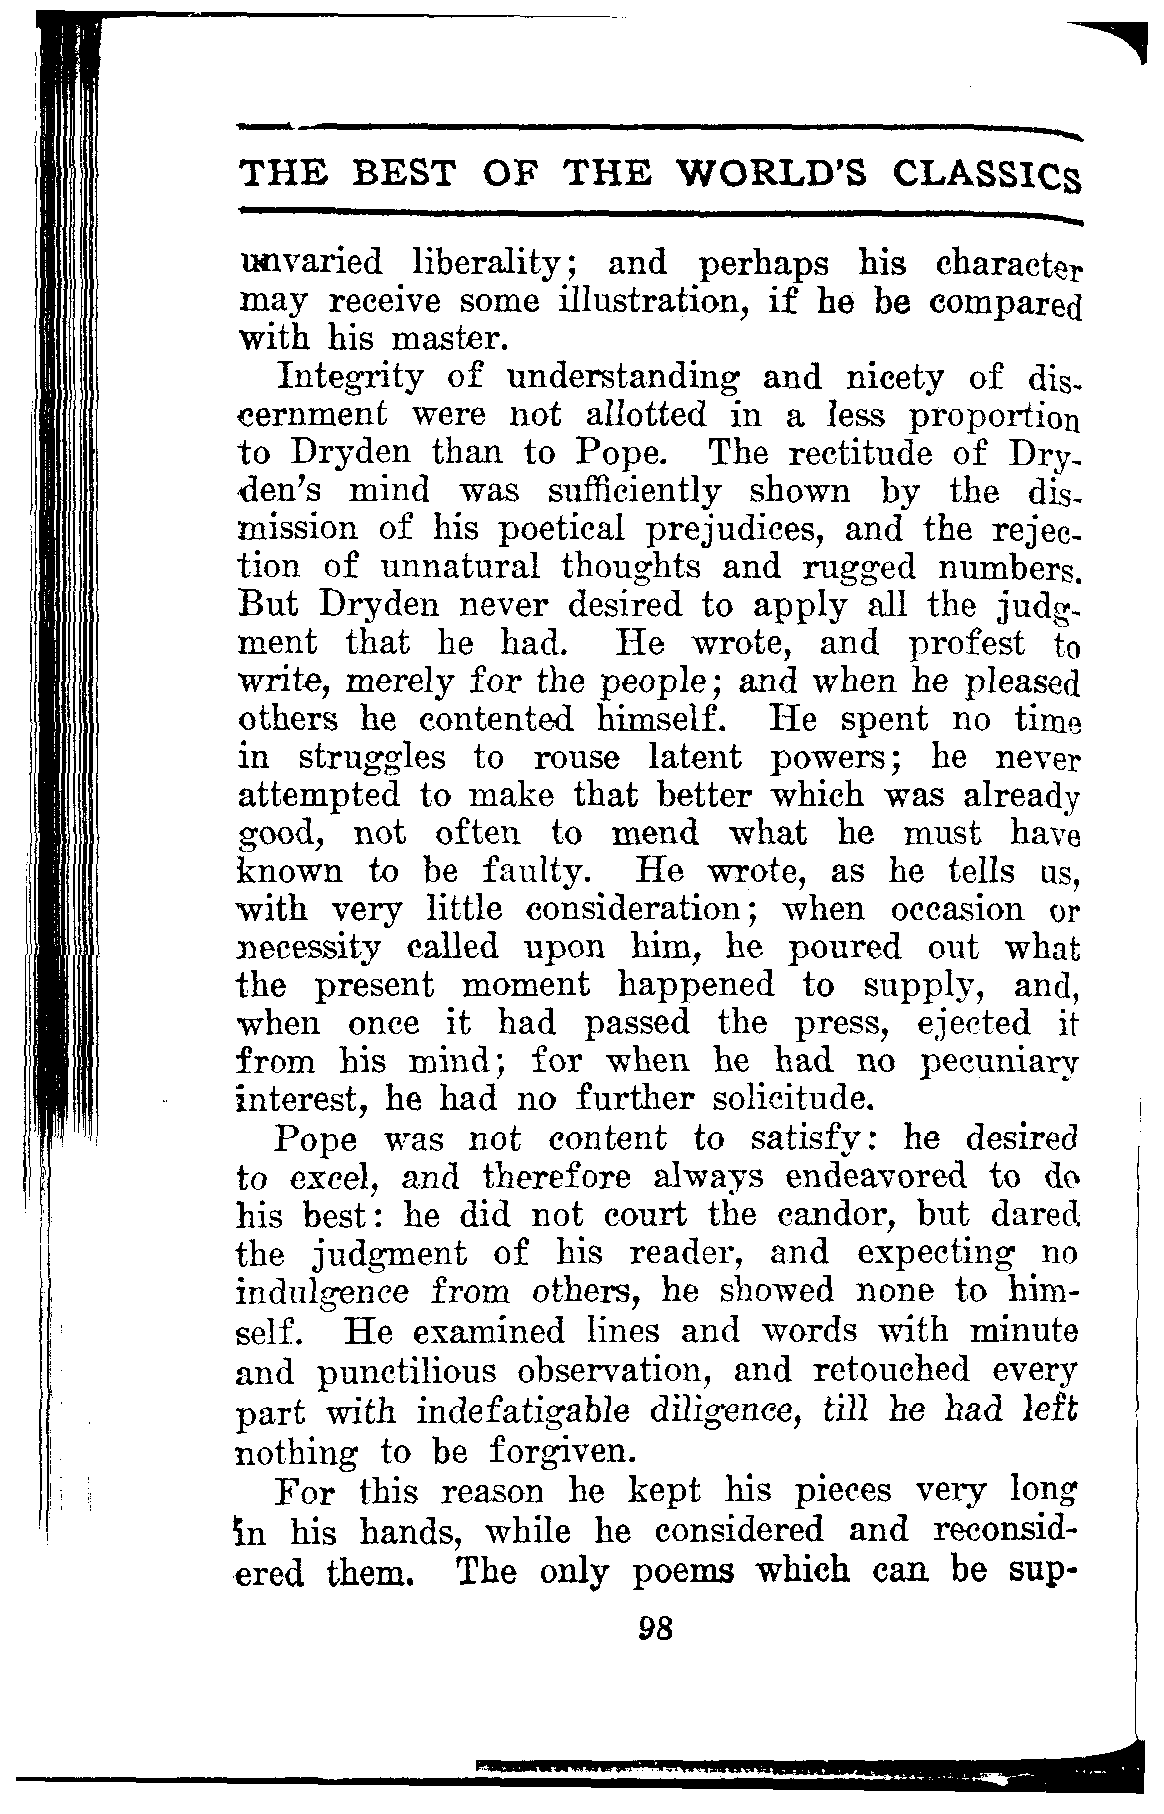 THE BEST OF THE WORLD'S CLASSICS
unvaried liberality; and perhaps his character
may receive some illustration, if he be compared
with his master.
Integrity of understanding and nicety of dis-
cernment were not allotted in a less proportion
to Dryden than to Pope. The rectitude of Dry-
den's mind was sufficiently shown by the dis-
mission of his poetical prejudices, and the rejec-
tion of unnatural thoughts and rugged numbers.
But Dryden never desired to apply all the judg-
ment that he had. He wrote, and profest to
write, merely for the people; and when he pleased
others he contented himself. He spent no time
in struggles to rouse latent powers; he never
attempted to make that better which was already
good, not often to mend what he must have
known to be faulty. He wrote, as he tells us,
with very little consideration; when occasion or
necessity called upon him, he poured out what
the present moment happened to supply, and,
when once it had passed the press, ejected it
from his mind; for when he had no pecuniary
interest, he had no further solicitude.
Pope was not content to satisfy: he desired
to excel, and therefore always endeavored to do
his best: he did not court the candor, but dared
the judgment of his reader, and expecting no
indulgence from others, he showed none to him-
self. He examined lines and words with minute
and punctilious observation, and retouched every
part with indefatigable diligence, till he had left
nothing to be forgiven.
For this reason he kept his pieces very long
in his hands, while he considered and reconsid-
ered them. The only poems which can be sup-
98